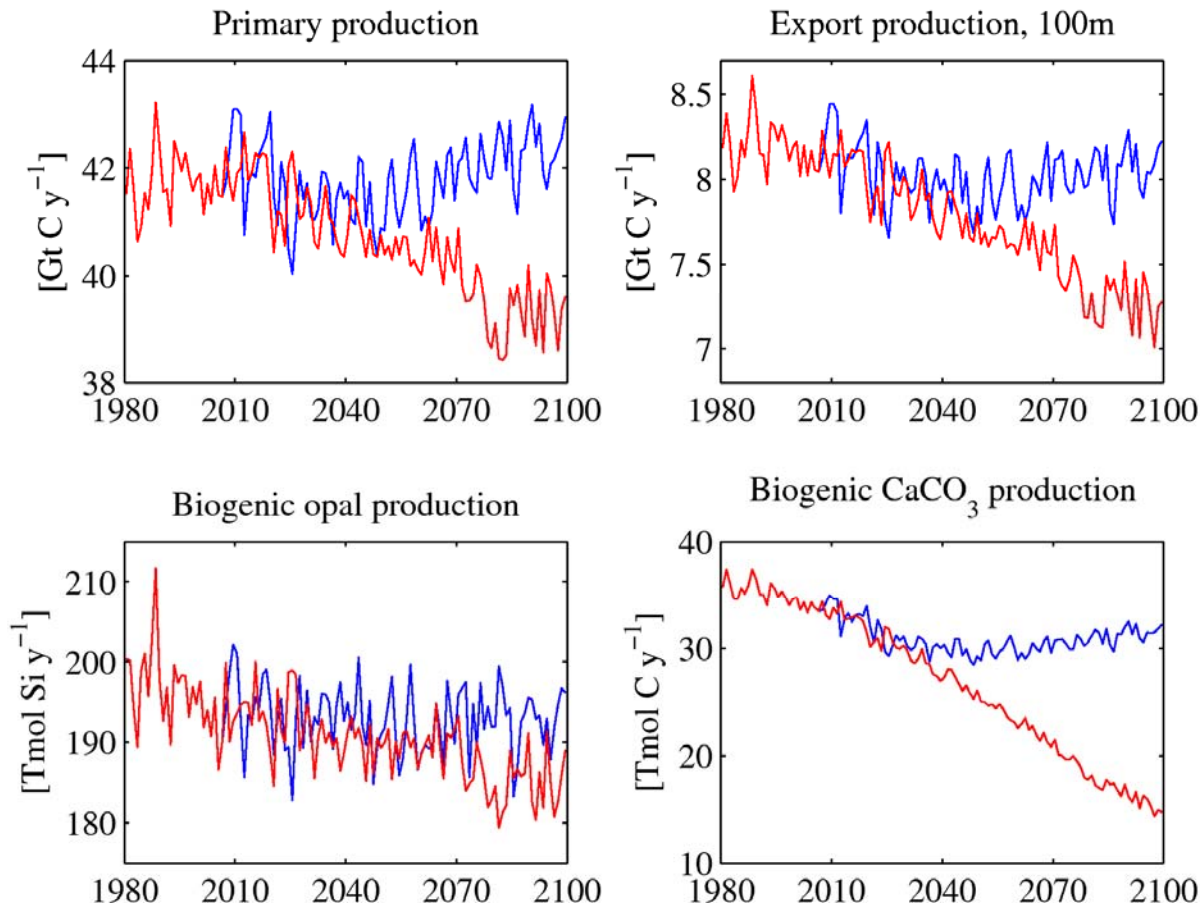 Primary production
[Gt C y⁻¹]
44
42
40
38
1980 2010 2040 2070 2100
Export production, 100m
[Gt C y⁻¹]
8.5
8
7.5
7
1980 2010 2040 2070 2100
Biogenic opal production
[Tmol Si y⁻¹]
210
200
190
180
1980 2010 2040 2070 2100
Biogenic CaCO₃ production
[Tmol C y⁻¹]
40
30
20
10
1980 2010 2040 2070 2100